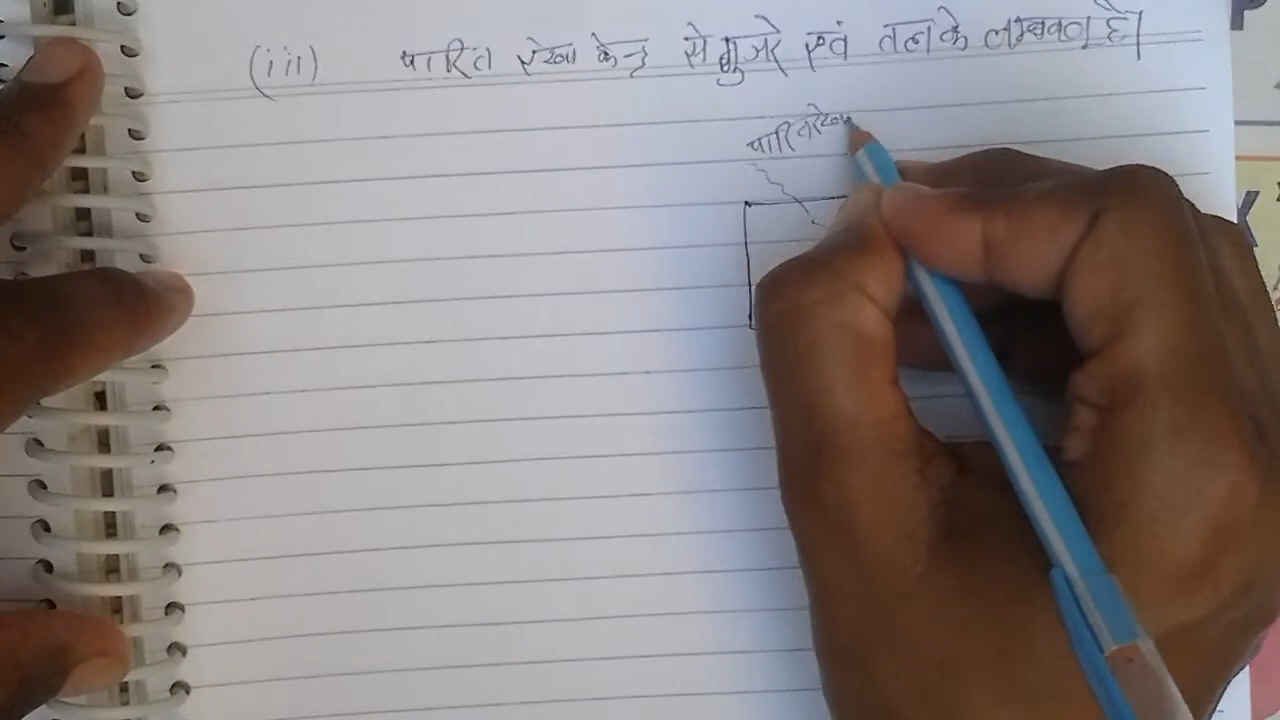 (iii) पारित रेखा केन्द्र से गुजरे एवं तल के लम्बवत् है।
पारित रेखा